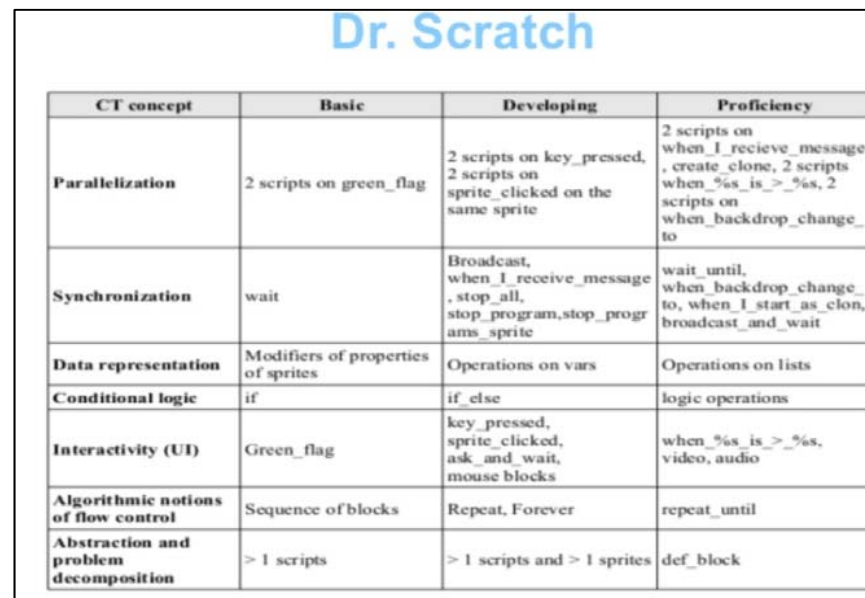 Dr. Scratch
CT concept Basic Developing Proficiency
Parallelization
2 scripts on green_flag
2 scripts on key_pressed,
2 scripts on
sprite_clicked on the
same sprite
2 scripts on
when_I_recieve_message
, create_clone, 2 scripts
when_%s_is_>_%s, 2
scripts on
when_backdrop_change_
to
Synchronization
wait
Broadcast,
when_I_receive_message
, stop_all,
stop_program,stop_progr
ams_sprite
wait_until,
when_backdrop_change_
to, when_I_start_as_clon,
broadcast_and_wait
Data representation
Modifiers of properties
of sprites
Operations on vars
Operations on lists
Conditional logic
if
if_else
logic operations
Interactivity (UI)
Green_flag
key_pressed,
sprite_clicked,
ask_and_wait,
mouse blocks
when_%s_is_>_%s,
video, audio
Algorithmic notions
of flow control
Sequence of blocks
Repeat, Forever
repeat_until
Abstraction and
problem
decomposition
> 1 scripts
> 1 scripts and > 1 sprites
def_block